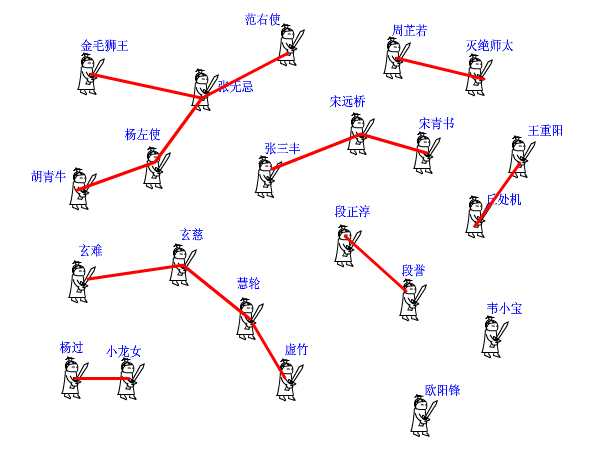 范右使
周芷若
金毛狮王
灭绝师太
张无忌
宋远桥
宋青书
杨左使
王重阳
张三丰
胡青牛
丘处机
段正淳
玄慈
玄难
段誉
慧轮
韦小宝
杨过
小龙女
虚竹
欧阳锋